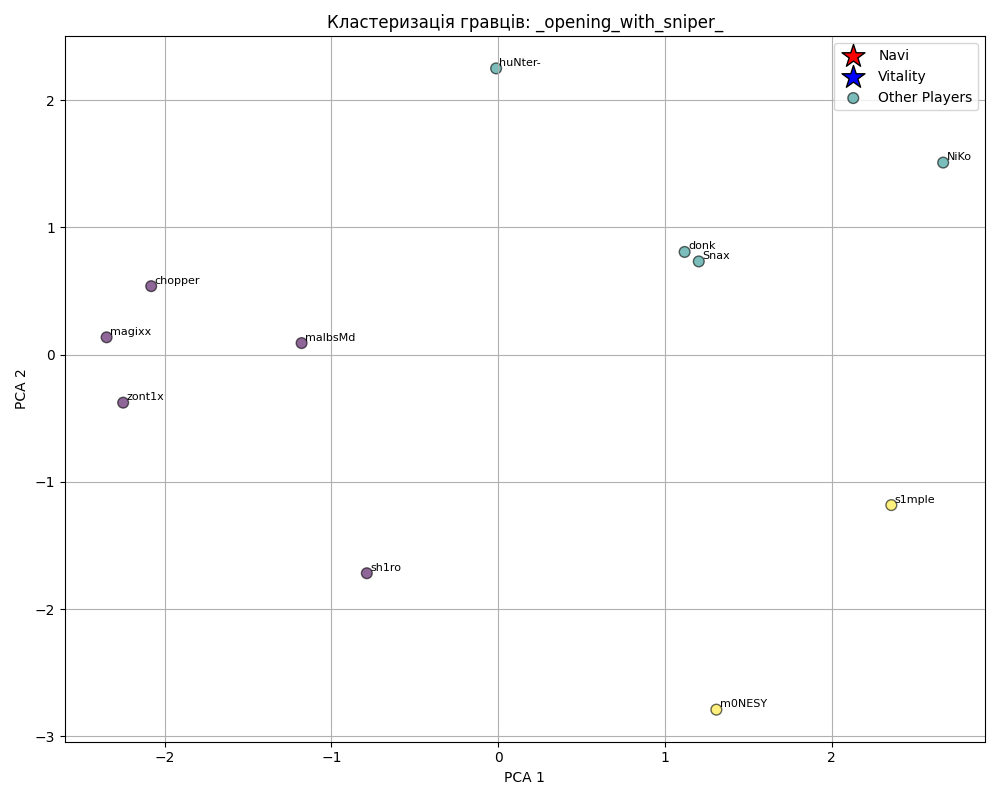 Кластеризація гравців: _opening_with_sniper_
Navi
Vitality
Other Players
huNter-
NiKo
donk
Snax
chopper
magixx
malbsMd
zont1x
s1mple
sh1ro
m0NESY
2
1
0
−1
−2
−3
PCA 2
−2
−1
0
1
2
PCA 1